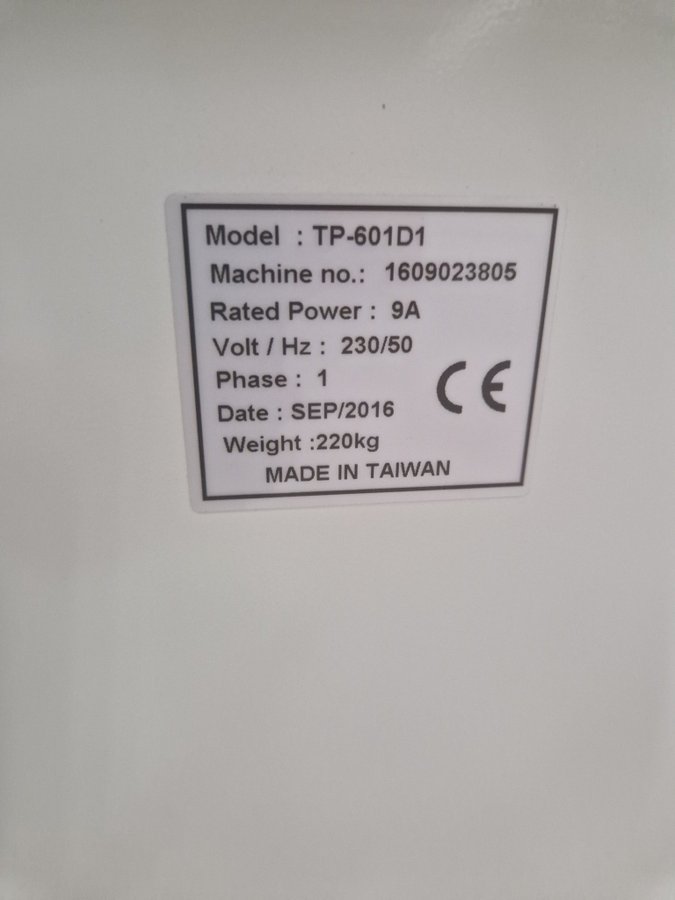 Model : TP-601D1
Machine no.: 1609023805
Rated Power : 9A
Volt / Hz : 230/50
Phase : 1
Date : SEP/2016
Weight :220kg
MADE IN TAIWAN
CE